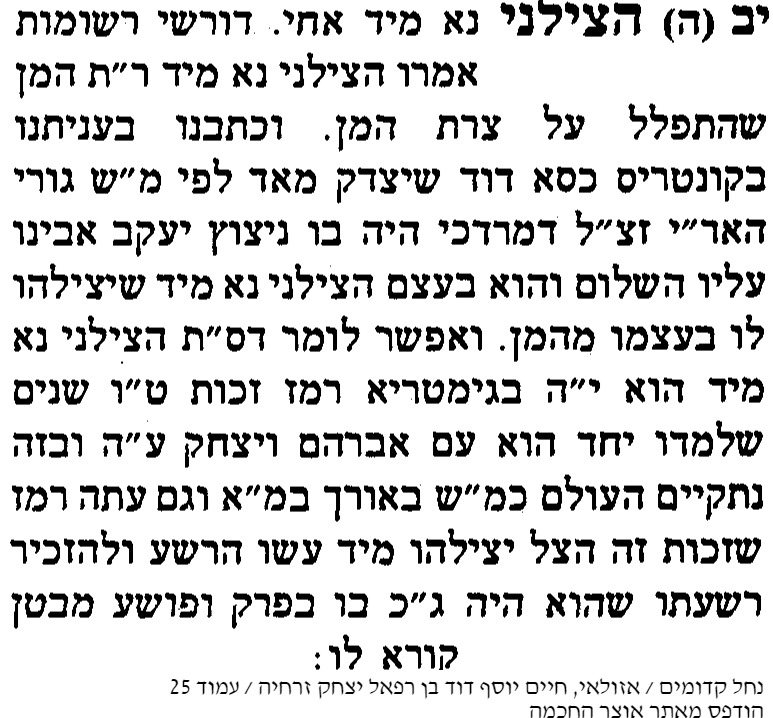 יב (ה) הצילני נא מיד אחי. דורשי רשומות
אמרו הצילני נא מיד ר״ת המן
שהתפלל על צרת המן. וכתבנו בעניתנו
בקונטריס כסא דוד שיצדק מאד לפי מ״ש גורי
האר״י זצ״ל דמרדכי היה בו ניצוץ יעקב אבינו
עליו השלום והוא בעצם הצילני נא מיד שיצילהו
לו בעצמו מהמן. ואפשר לומר דס״ת הצילני נא
מיד הוא י״ה בגימטריא רמז זכות ט״ו שנים
שלמדו יחד הוא עם אברהם ויצחק ע״ה ובזה
נתקיים העולם כמ״ש באורך במ״א וגם עתה רמז
שזכות זה הצל יצילהו מיד עשו הרשע ולהזכיר
רשעתו שהוא היה ג״כ בו בפרק ופושע מבטן
קורא לו:
נחל קדומים / אזולאי, חיים יוסף דוד בן רפאל יצחק זרחיה / עמוד 25
הודפס מאתר אוצר החכמה